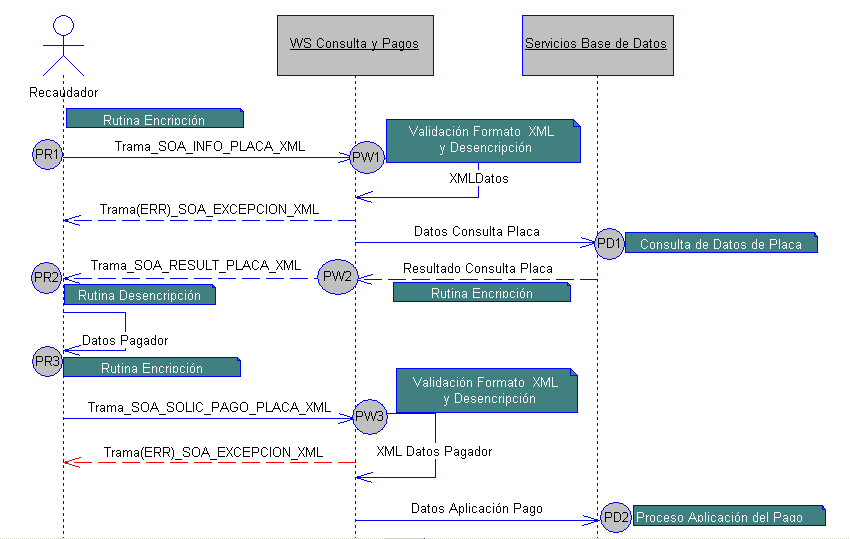 WS Consulta y Pagos
Servicios Base de Datos
Recaudador
Rutina Encripción
Validación Formato XML
y Desencripción
PR1
Trama_SOA_INFO_PLACA_XML
PW1
XMLDatos
Trama(ERR)_SOA_EXCEPCION_XML
Datos Consulta Placa
PD1
Consulta de Datos de Placa
PR2
Trama_SOA_RESULT_PLACA_XML
PW2
Resultado Consulta Placa
Rutina Desencripción
Rutina Encripción
Datos Pagador
PR3
Rutina Encripción
Validación Formato XML
y Desencripción
Trama_SOA_SOLIC_PAGO_PLACA_XML
PW3
Trama(ERR)_SOA_EXCEPCION_XML
XML Datos Pagador
Datos Aplicación Pago
PD2
Proceso Aplicación del Pago